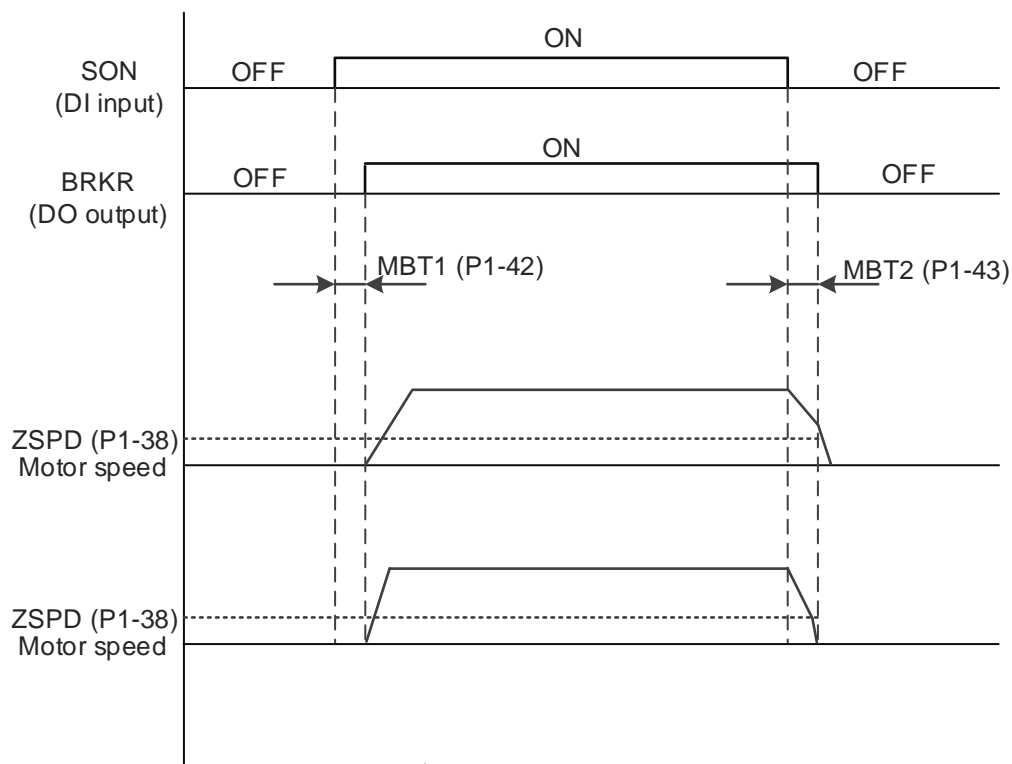 ON
SON
(DI input)
OFF
OFF
ON
BRKR
(DO output)
OFF
OFF
MBT1 (P1-42)
MBT2 (P1-43)
ZSPD (P1-38)
Motor speed
ZSPD (P1-38)
Motor speed